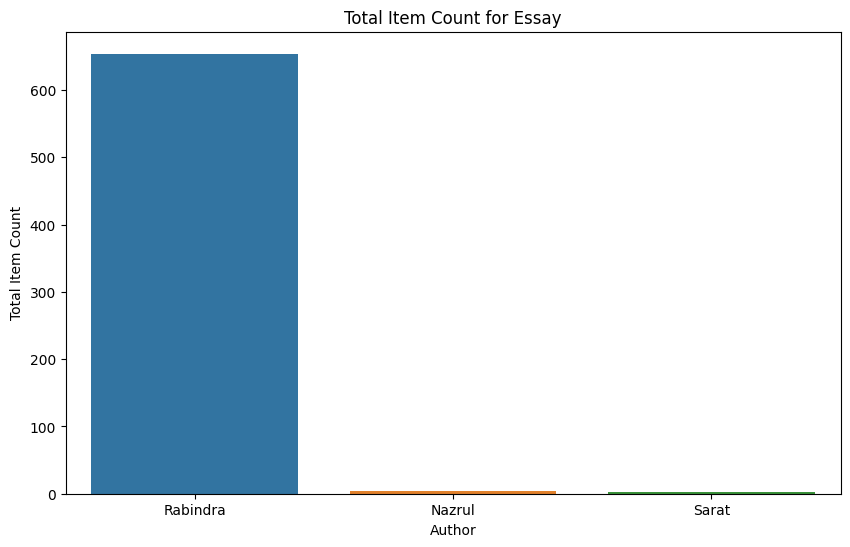 Total Item Count for Essay
Total Item Count
600
500
400
300
200
100
0
Rabindra
Nazrul
Sarat
Author